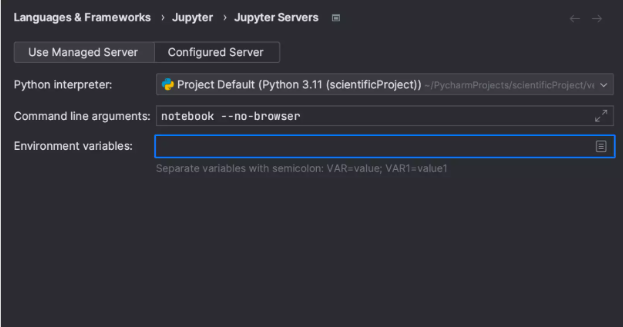 Languages & Frameworks › Jupyter › Jupyter Servers
Use Managed Server Configured Server
Python interpreter: Project Default (Python 3.11 (scientificProject)) ~/PycharmProjects/scientificProject/ve
Command line arguments: notebook --no-browser
Environment variables:
Separate variables with semicolon: VAR=value; VAR1=value1